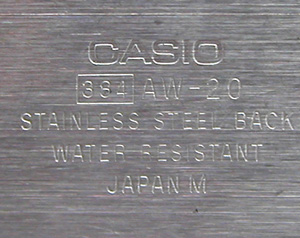 CASIO
384 AW-20
STAINLESS STEEL BACK
WATER RESISTANT
JAPAN M